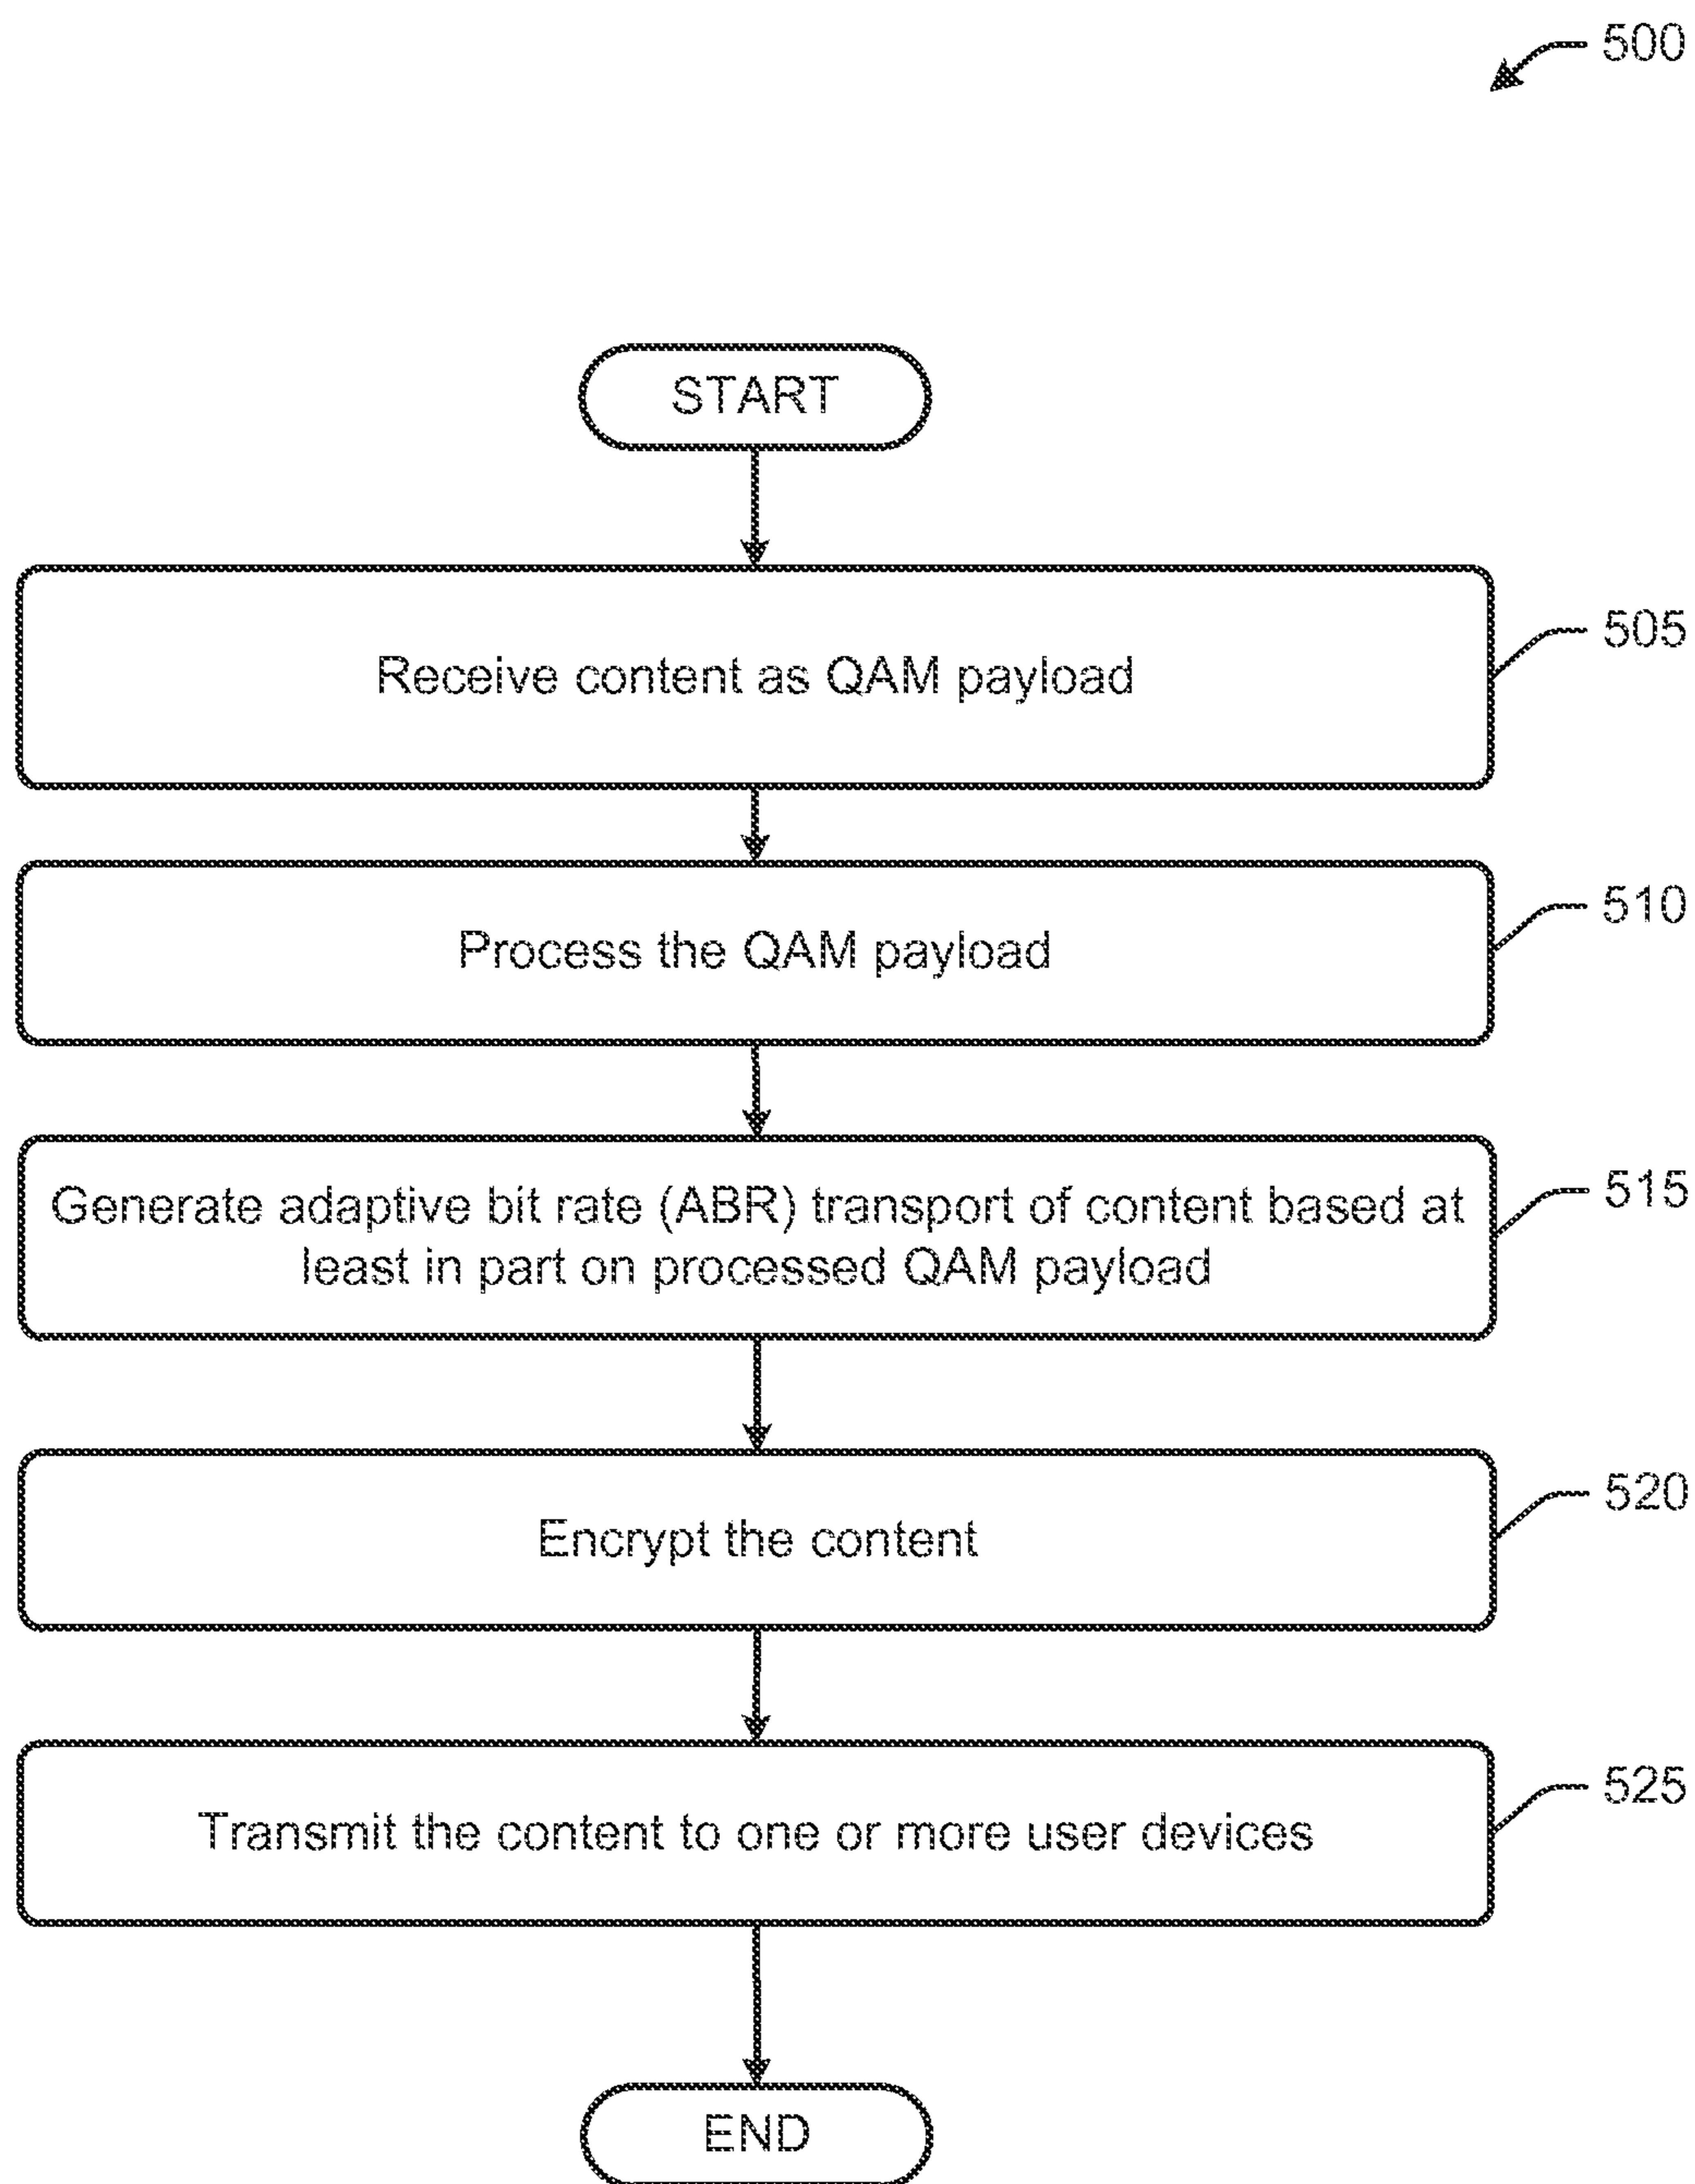 500
START
Receive content as QAM payload
505
Process the QAM payload
510
Generate adaptive bit rate (ABR) transport of content based at
least in part on processed QAM payload
515
Encrypt the content
520
Transmit the content to one or more user devices
525
END